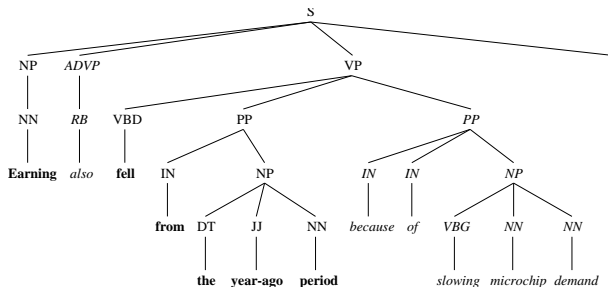 S
NP ADVP VP
NN RB VBD PP PP
Earning also fell IN NP IN IN NP
from DT JJ NN because of VBG NN NN
the year-ago period slowing microchip demand